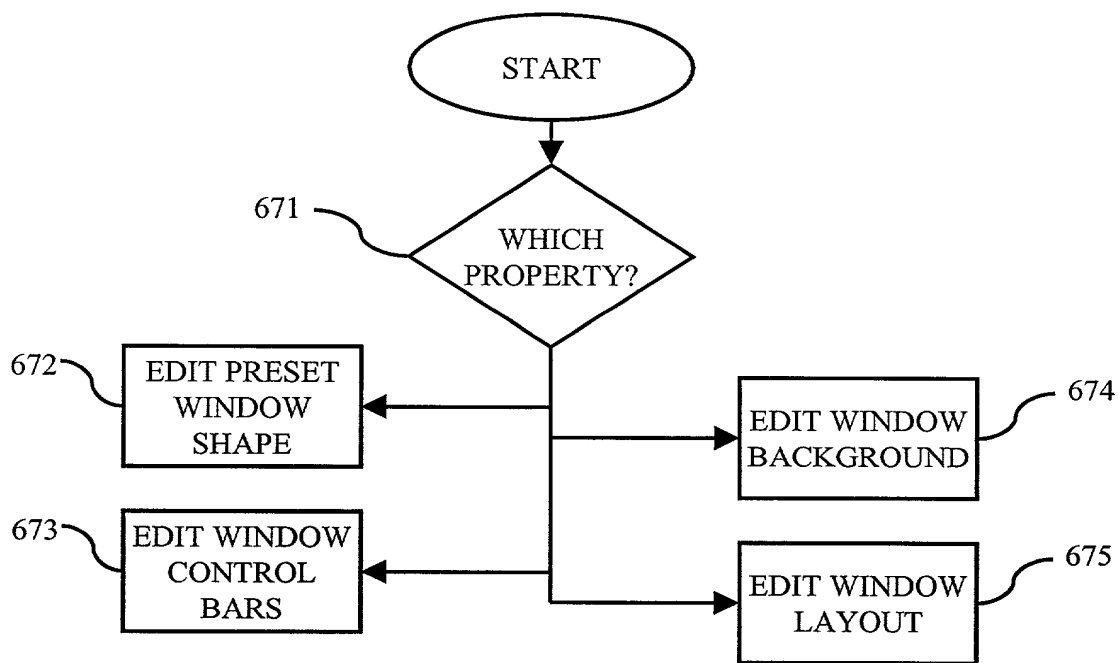 START
671
WHICH
PROPERTY?
672
EDIT PRESET
WINDOW
SHAPE
674
EDIT WINDOW
BACKGROUND
673
EDIT WINDOW
CONTROL
BARS
675
EDIT WINDOW
LAYOUT